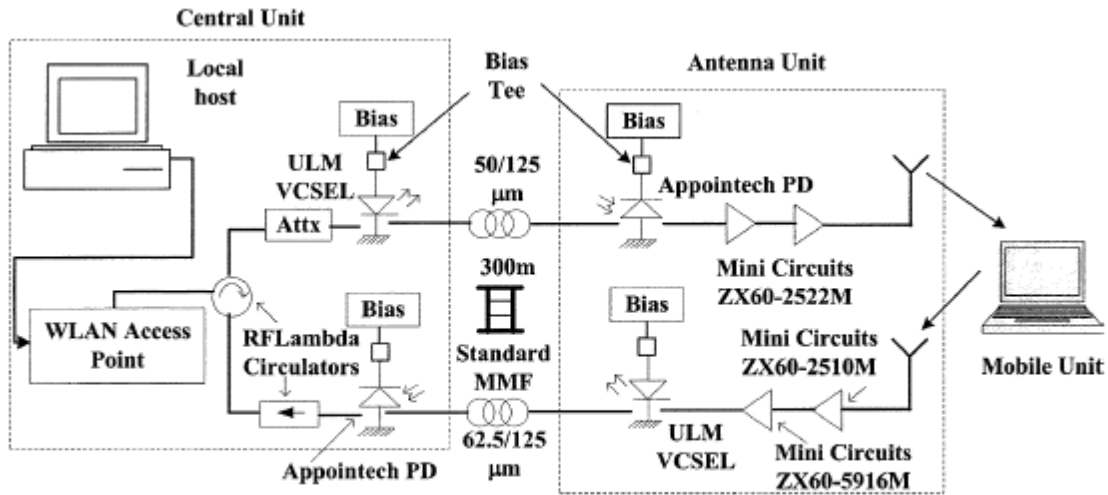 Central Unit
Local
host
Bias
Bias
Tee
Antenna Unit
Bias
ULM
VCSEL
50/125
μm
Appointech PD
Attx
Mini Circuits
ZX60-2522M
300m
Bias
Bias
WLAN Access
Point
RFLambda
Circulators
Standard
MMF
Mini Circuits
ZX60-2510M
Mobile Unit
62.5/125
μm
ULM
VCSEL
Appointech PD
Mini Circuits
ZX60-5916M